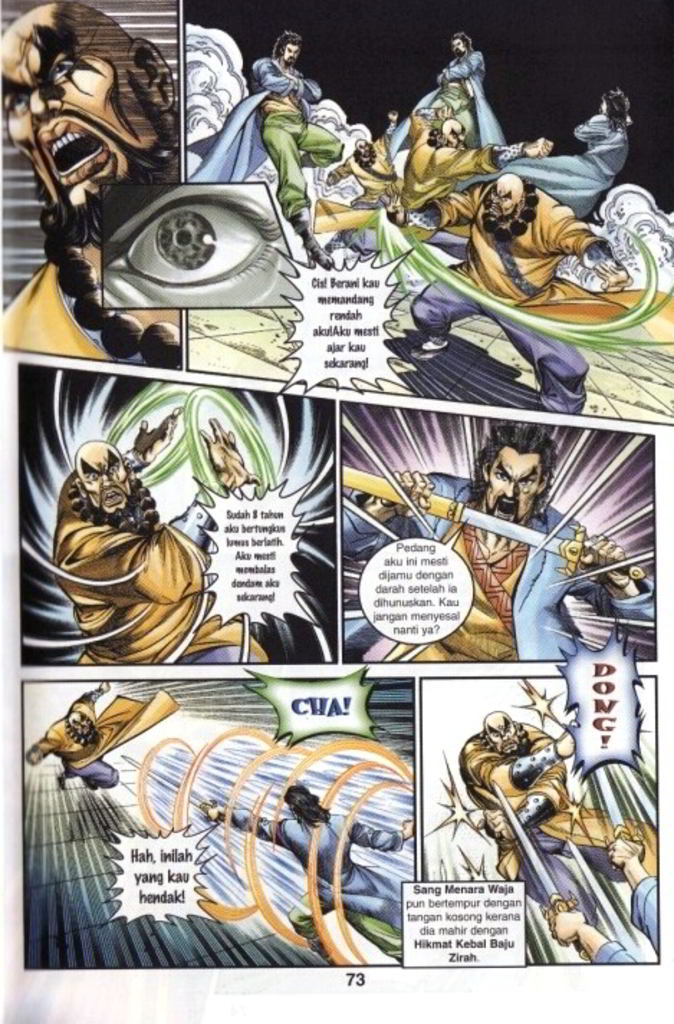 Cis! Berani kau
memandang
rendah
aku!Aku mesti
ajar kau
sekarang!
Sudah 8 tahun
aku bertungkus
lumus berlatih.
Aku mesti
membalas
dendam aku
sekarang!
Pedang
aku ini mesti
dijamu dengan
darah setelah ia
dihunuskan. Kau
jangan menyesal
nanti ya?
CHA!
DONG!
Hah, inilah
yang kau
hendak!
Sang Menara Waja
pun bertempur dengan
tangan kosong kerana
dia mahir dengan
Hikmat Kebal Baju
Zirah.
73